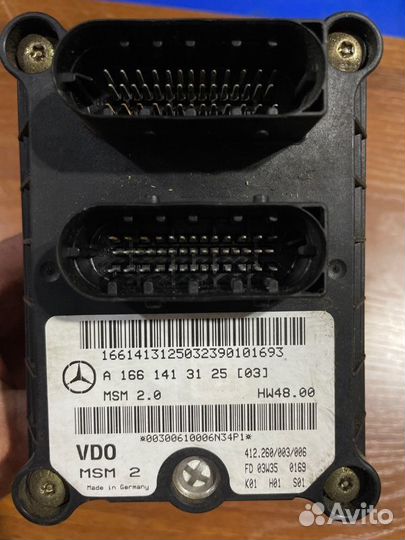 1661413125032390101693
A 166 141 31 25 [03]
MSM 2.0 HW48.00
*00300610006N34P1*
VDO
MSM 2
Made in Germany
412.260/003/006
FD 03W35 0169
K01 H01 S01
Avito